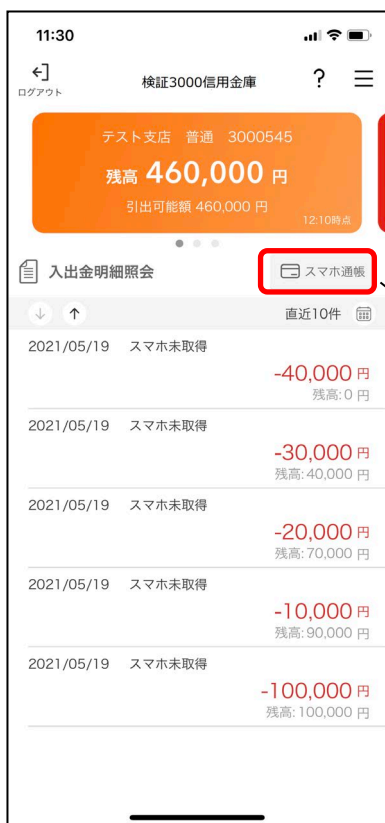 11:30
ログアウト
検証3000信用金庫
?
テスト支店 普通 3000545
残高 460,000 円
引出可能額 460,000 円
12:10時点
入出金明細照会
スマホ通帳
直近10件
2021/05/19 スマホ未取得
-40,000 円
残高:0 円
2021/05/19 スマホ未取得
-30,000 円
残高:40,000 円
2021/05/19 スマホ未取得
-20,000 円
残高:70,000 円
2021/05/19 スマホ未取得
-10,000 円
残高:90,000 円
2021/05/19 スマホ未取得
-100,000 円
残高:100,000 円